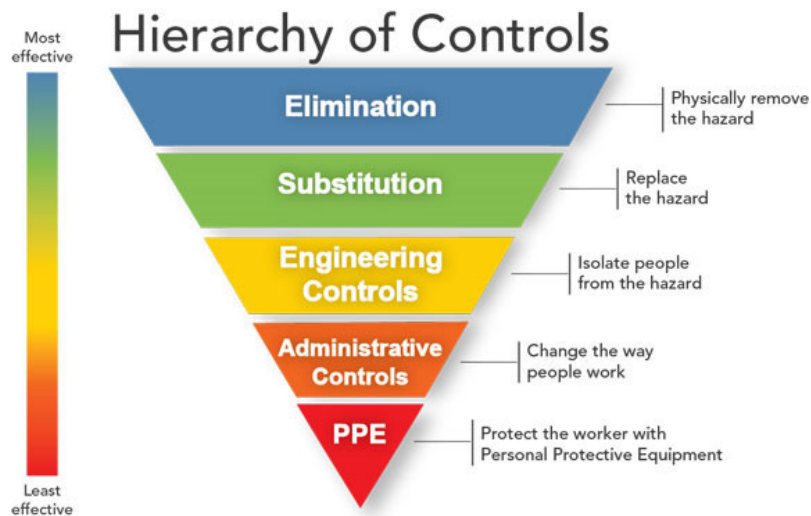 Hierarchy of Controls
Most
effective
Elimination
Physically remove
the hazard
Substitution
Replace
the hazard
Engineering
Controls
Isolate people
from the hazard
Administrative
Controls
Change the way
people work
PPE
Protect the worker with
Personal Protective Equipment
Least
effective